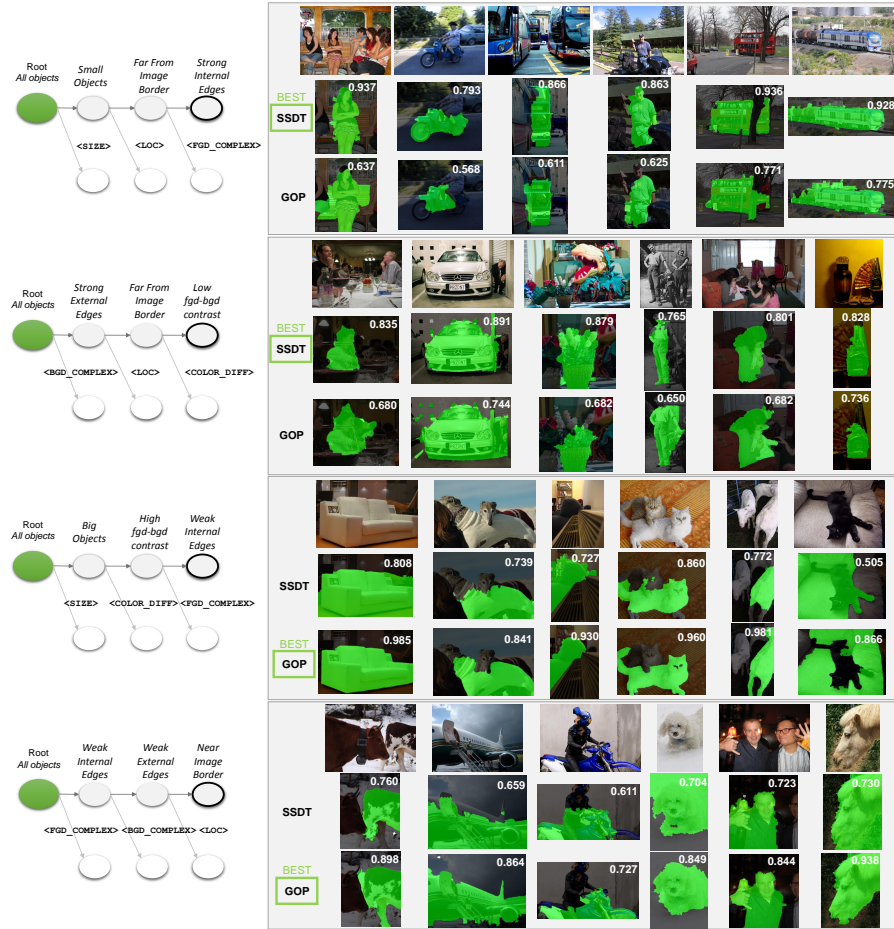 Root
All objects
Small
Objects
Far From
Image
Border
Strong
Internal
Edges
<SIZE>
<LOC>
<FGD_COMPLEX>
BEST
SSDT
0.937
0.793
0.866
0.863
0.936
0.928
GOP
0.637
0.568
0.611
0.625
0.771
0.775
Root
All objects
Strong
External
Edges
Far From
Image
Border
Low
fgd-bgd
contrast
<BGD_COMPLEX>
<LOC>
<COLOR_DIFF>
BEST
SSDT
0.835
0.891
0.879
0.765
0.801
0.828
GOP
0.680
0.744
0.682
0.650
0.682
0.736
Root
All objects
Big
Objects
High
fgd-bgd
contrast
Weak
Internal
Edges
<SIZE>
<COLOR_DIFF>
<FGD_COMPLEX>
SSDT
0.808
0.739
0.727
0.860
0.772
0.505
BEST
GOP
0.985
0.841
0.930
0.960
0.981
0.866
Root
All objects
Weak
Internal
Edges
Weak
External
Edges
Near
Image
Border
<FGD_COMPLEX>
<BGD_COMPLEX>
<LOC>
SSDT
0.760
0.659
0.611
0.704
0.723
0.730
BEST
GOP
0.898
0.864
0.727
0.849
0.844
0.938